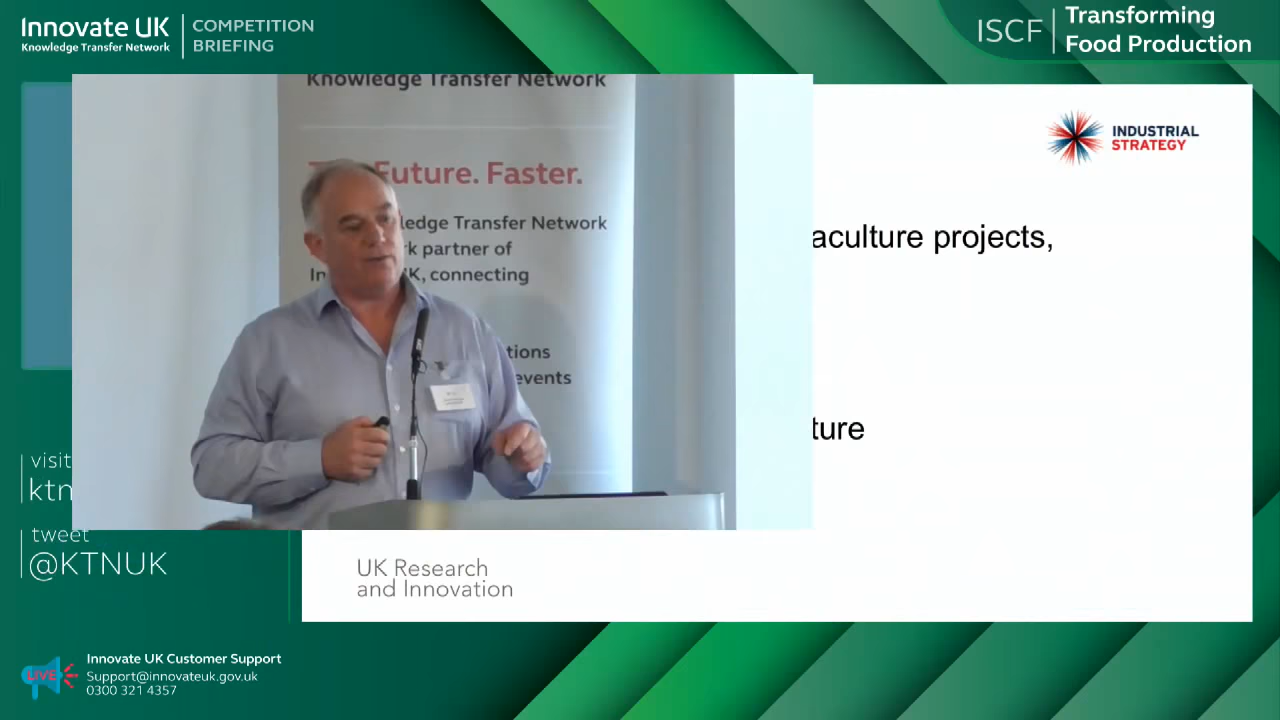 Innovate UK
Knowledge Transfer Network
COMPETITION
BRIEFING
ISCF
Transforming
Food Production
Knowledge Transfer Network
Future. Faster.
ledge Transfer Network
rk partner of
In UK, connecting
tions
events
INDUSTRIAL
STRATEGY
aculture projects,
ture
visit
ktn
tweet
@KTNUK
UK Research
and Innovation
LIVE
Innovate UK Customer Support
Support@innovateuk.gov.uk
0300 321 4357